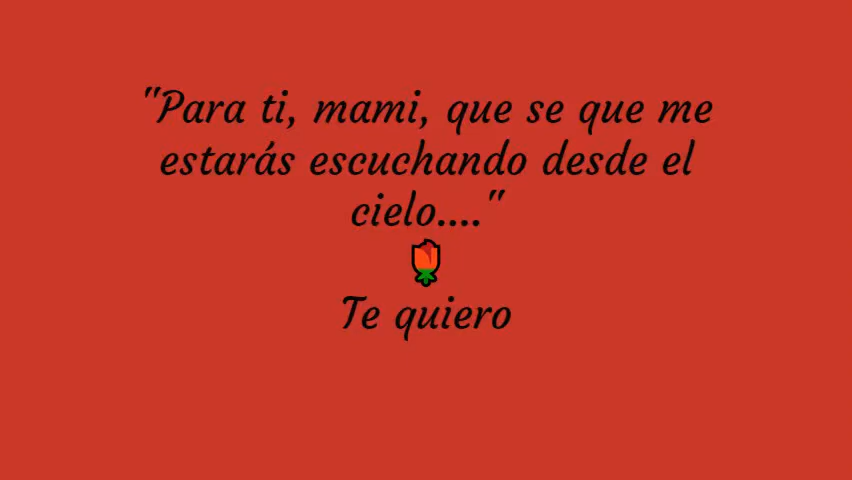 "Para ti, mami, que se que me
estarás escuchando desde el
cielo...."
🌹
Te quiero